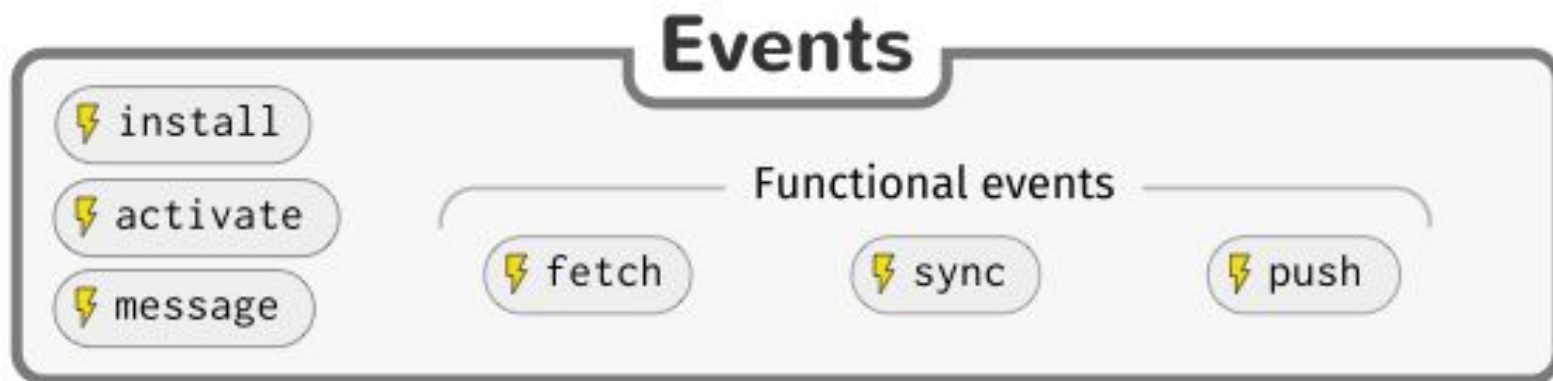 Events
install
activate
message
Functional events
fetch
sync
push